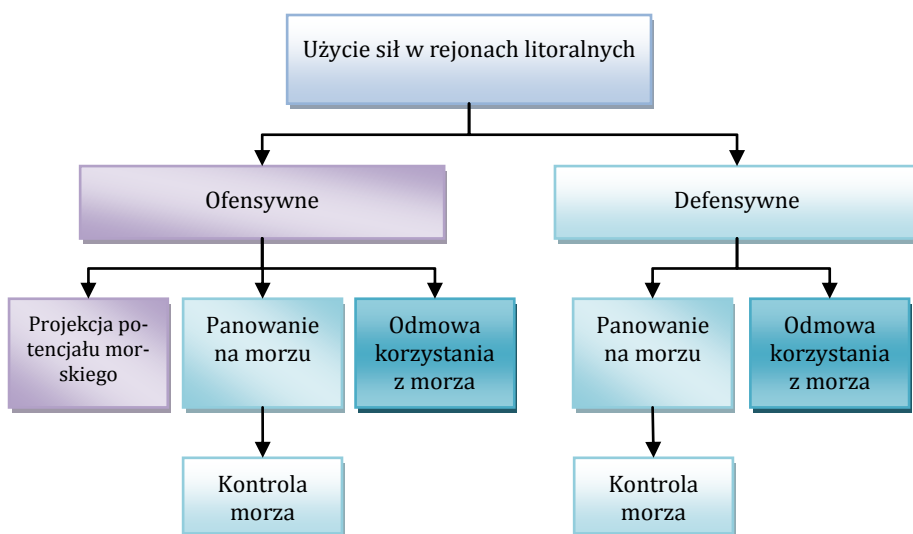 Użycie sił w rejonach litoralnych
Ofensywne
Defensywne
Projekcja po-
tencjału mor-
skiego
Panowanie
na morzu
Odmowa
korzystania
z morza
Panowanie
na morzu
Odmowa
korzystania
z morza
Kontrola
morza
Kontrola
morza